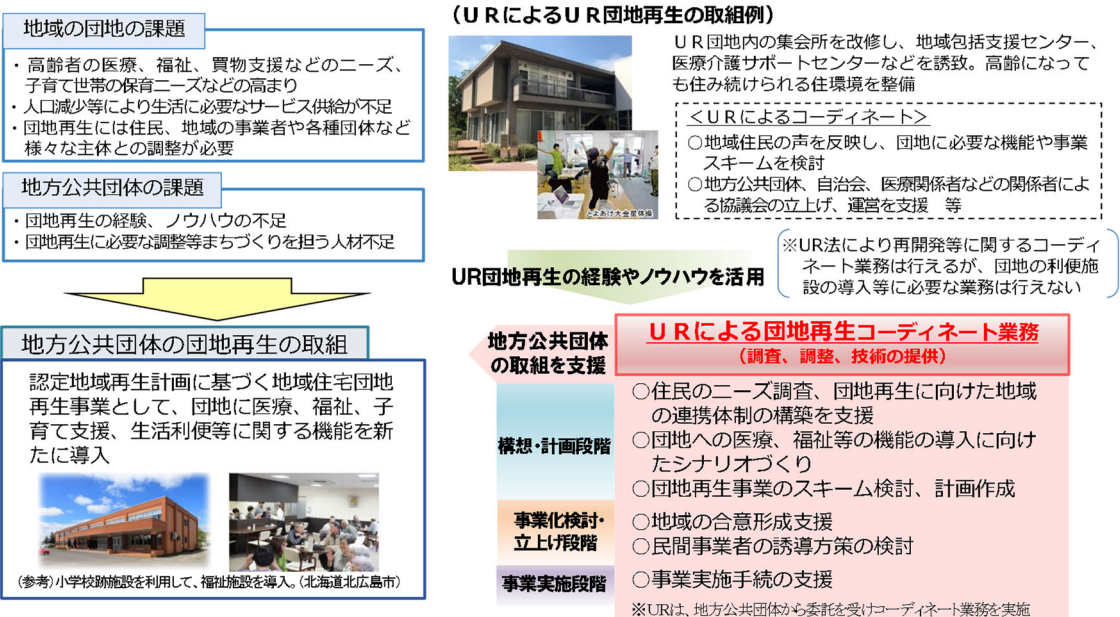 地域の団地の課題
・高齢者の医療、福祉、買物支援などのニーズ、
子育て世帯の保育ニーズなどの高まり
・人口減少等により生活に必要なサービス供給が不足
・団地再生には住民、地域の事業者や各種団体など
様々な主体との調整が必要
地方公共団体の課題
・団地再生の経験、ノウハウの不足
・団地再生に必要な調整等まちづくりを担う人材不足
地方公共団体の団地再生の取組
認定地域再生計画に基づく地域住宅団地
再生事業として、団地に医療、福祉、子
育て支援、生活利便等に関する機能を新
たに導入
(参考)小学校跡施設を利用して、福祉施設を導入。(北海道北広島市)
(URによるUR団地再生の取組例)
UR団地内の集会所を改修し、地域包括支援センター、
医療介護サポートセンターなどを誘致。高齢になって
も住み続けられる住環境を整備
とよあけ大金星体操
<URによるコーディネート>
○地域住民の声を反映し、団地に必要な機能や事業
スキームを検討
○地方公共団体、自治会、医療関係者などの関係者によ
る協議会の立上げ、運営を支援 等
UR団地再生の経験やノウハウを活用
※UR法により再開発等に関するコーディ
ネート業務は行えるが、団地の利便施
設の導入等に必要な業務は行えない
地方公共団体
の取組を支援
URによる団地再生コーディネート業務
(調査、調整、技術の提供)
構想・計画段階
○住民のニーズ調査、団地再生に向けた地域
の連携体制の構築を支援
○団地への医療、福祉等の機能の導入に向け
たシナリオづくり
○団地再生事業のスキーム検討、計画作成
事業化検討・
立上げ段階
○地域の合意形成支援
○民間事業者の誘導方策の検討
事業実施段階
○事業実施手続の支援
※URは、地方公共団体から委託を受けコーディネート業務を実施